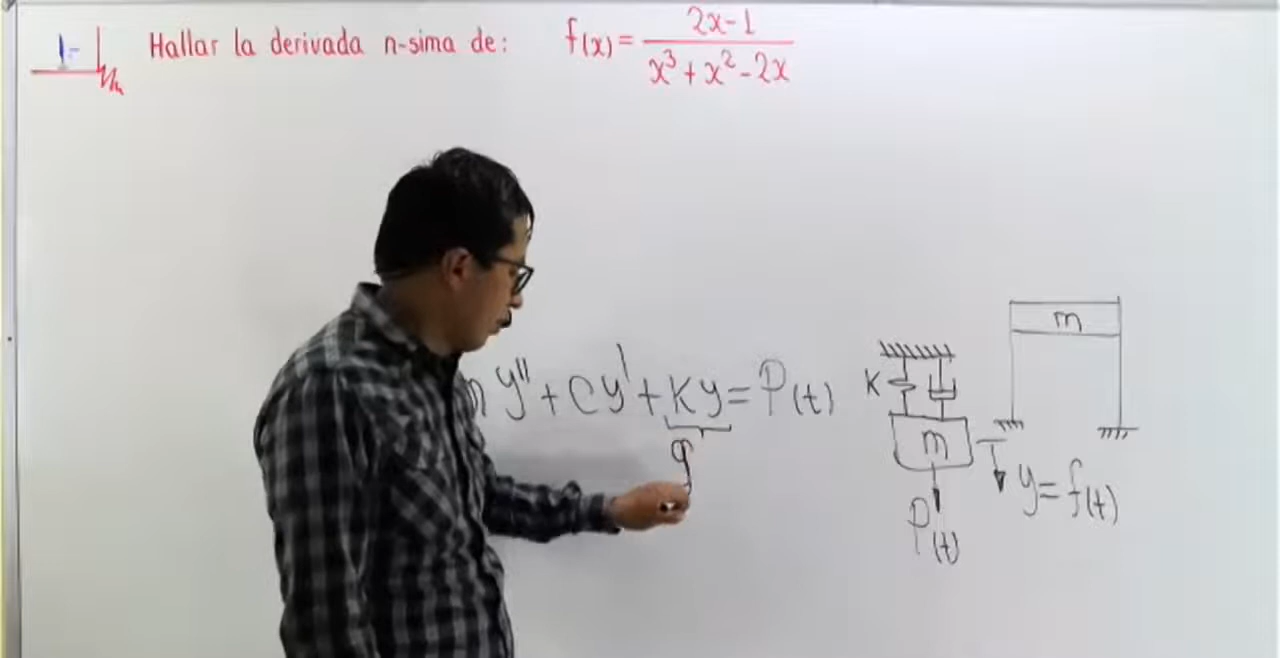 1.- Hallar la derivada n-sima de: f(x) = 2x-1 / x³ + x² - 2x
y'' + Cy' + Ky = P(t)
q
K
m
P(t)
y = f(t)
m